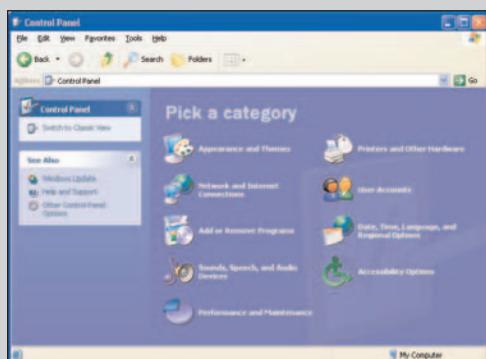 Control Panel
File Edit View Favorites Tools Help
Back Search Folders
Address Control Panel Go
Control Panel
Switch to Classic View
See Also
Windows Update
Help and Support
Other Control Panel
Options
Pick a category
Appearance and Themes
Printers and Other Hardware
Network and Internet
Connections
User Accounts
Add or Remove Programs
Date, Time, Language, and
Regional Options
Sounds, Speech, and Audio
Devices
Accessibility Options
Performance and Maintenance
My Computer